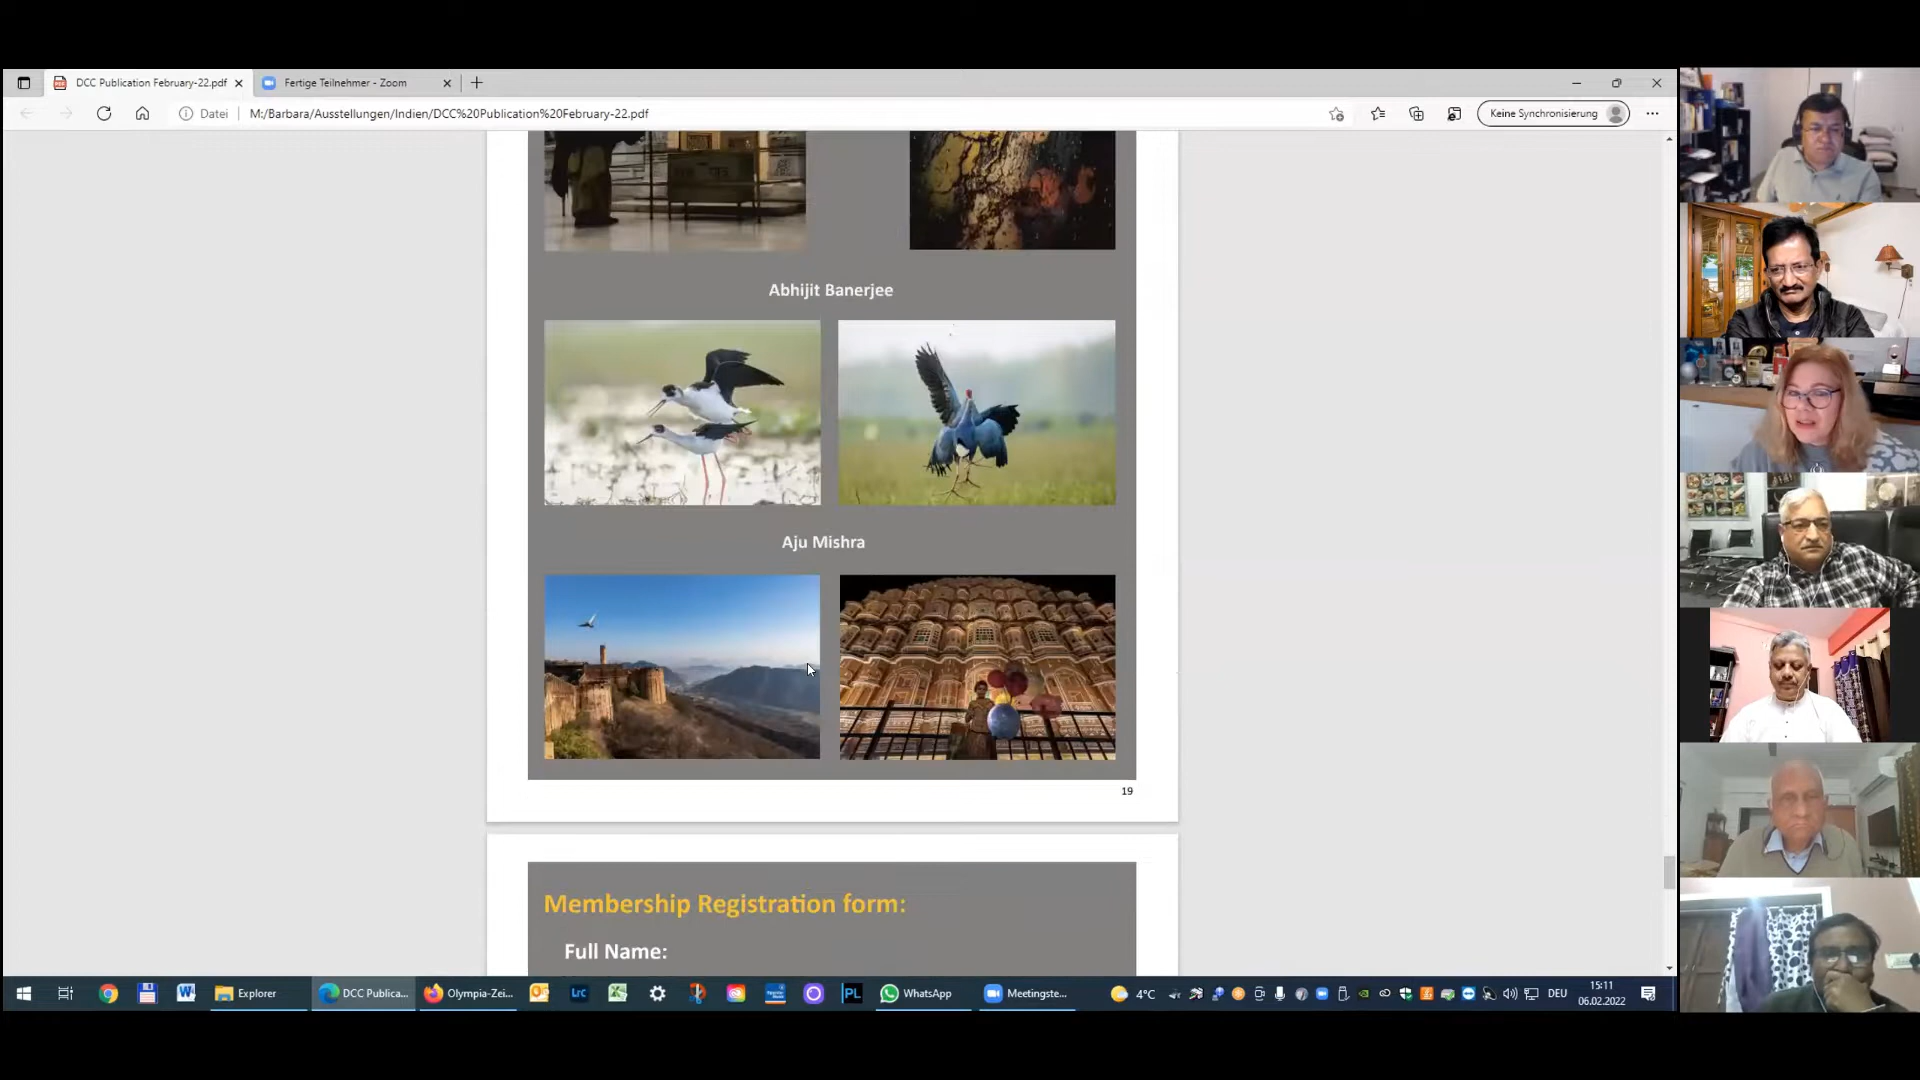 DCC Publication February-22.pdf
Fertige Teilnehmer - Zoom
Datei
M:/Barbara/Ausstellungen/Indien/DCC%20Publication%20February-22.pdf
Keine Synchronisierung
Abhijit Banerjee
Aju Mishra
19
Membership Registration form:
Full Name:
Explorer
DCC Publica...
Olympia-Zei...
Lrc
PL
WhatsApp
Meetingste...
4°C
DEU
15:11
06.02.2022